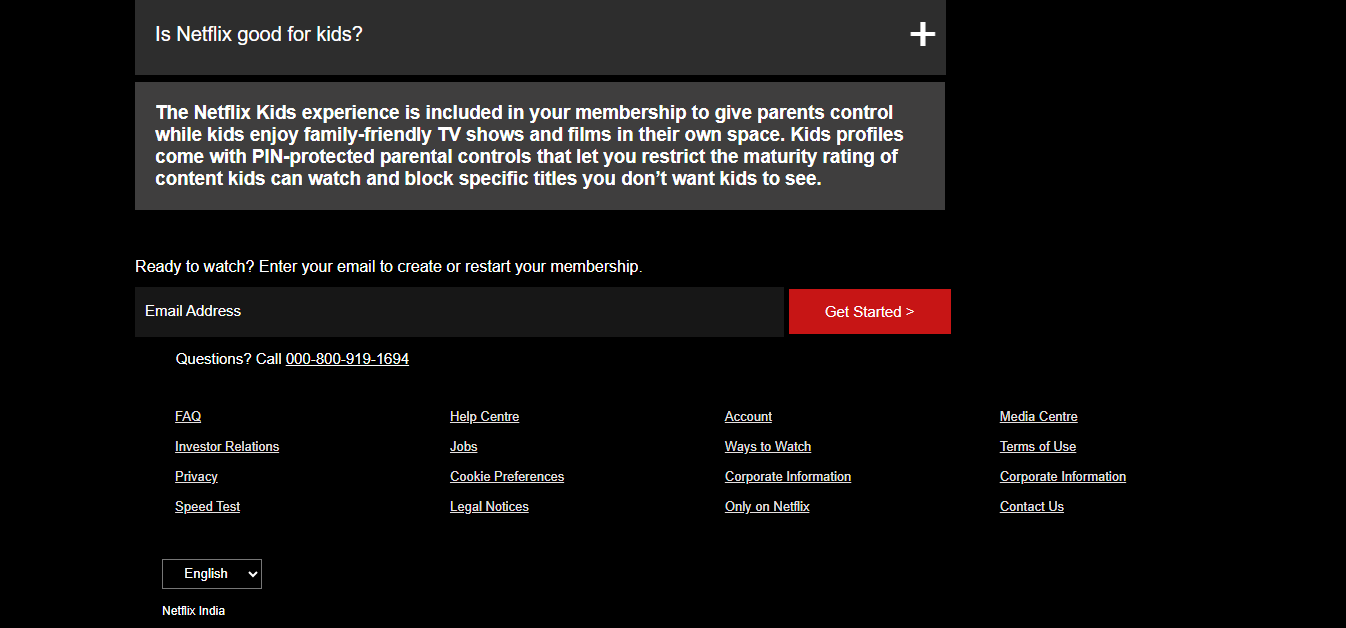 Is Netflix good for kids?
The Netflix Kids experience is included in your membership to give parents control
while kids enjoy family-friendly TV shows and films in their own space. Kids profiles
come with PIN-protected parental controls that let you restrict the maturity rating of
content kids can watch and block specific titles you don’t want kids to see.
Ready to watch? Enter your email to create or restart your membership.
Email Address
Get Started >
Questions? Call 000-800-919-1694
FAQ Help Centre Account Media Centre
Investor Relations Jobs Ways to Watch Terms of Use
Privacy Cookie Preferences Corporate Information Corporate Information
Speed Test Legal Notices Only on Netflix Contact Us
English
Netflix India